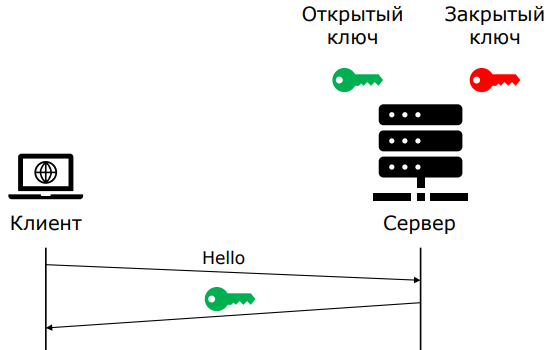 Открытый
ключ
Закрытый
ключ
Клиент
Сервер
Hello